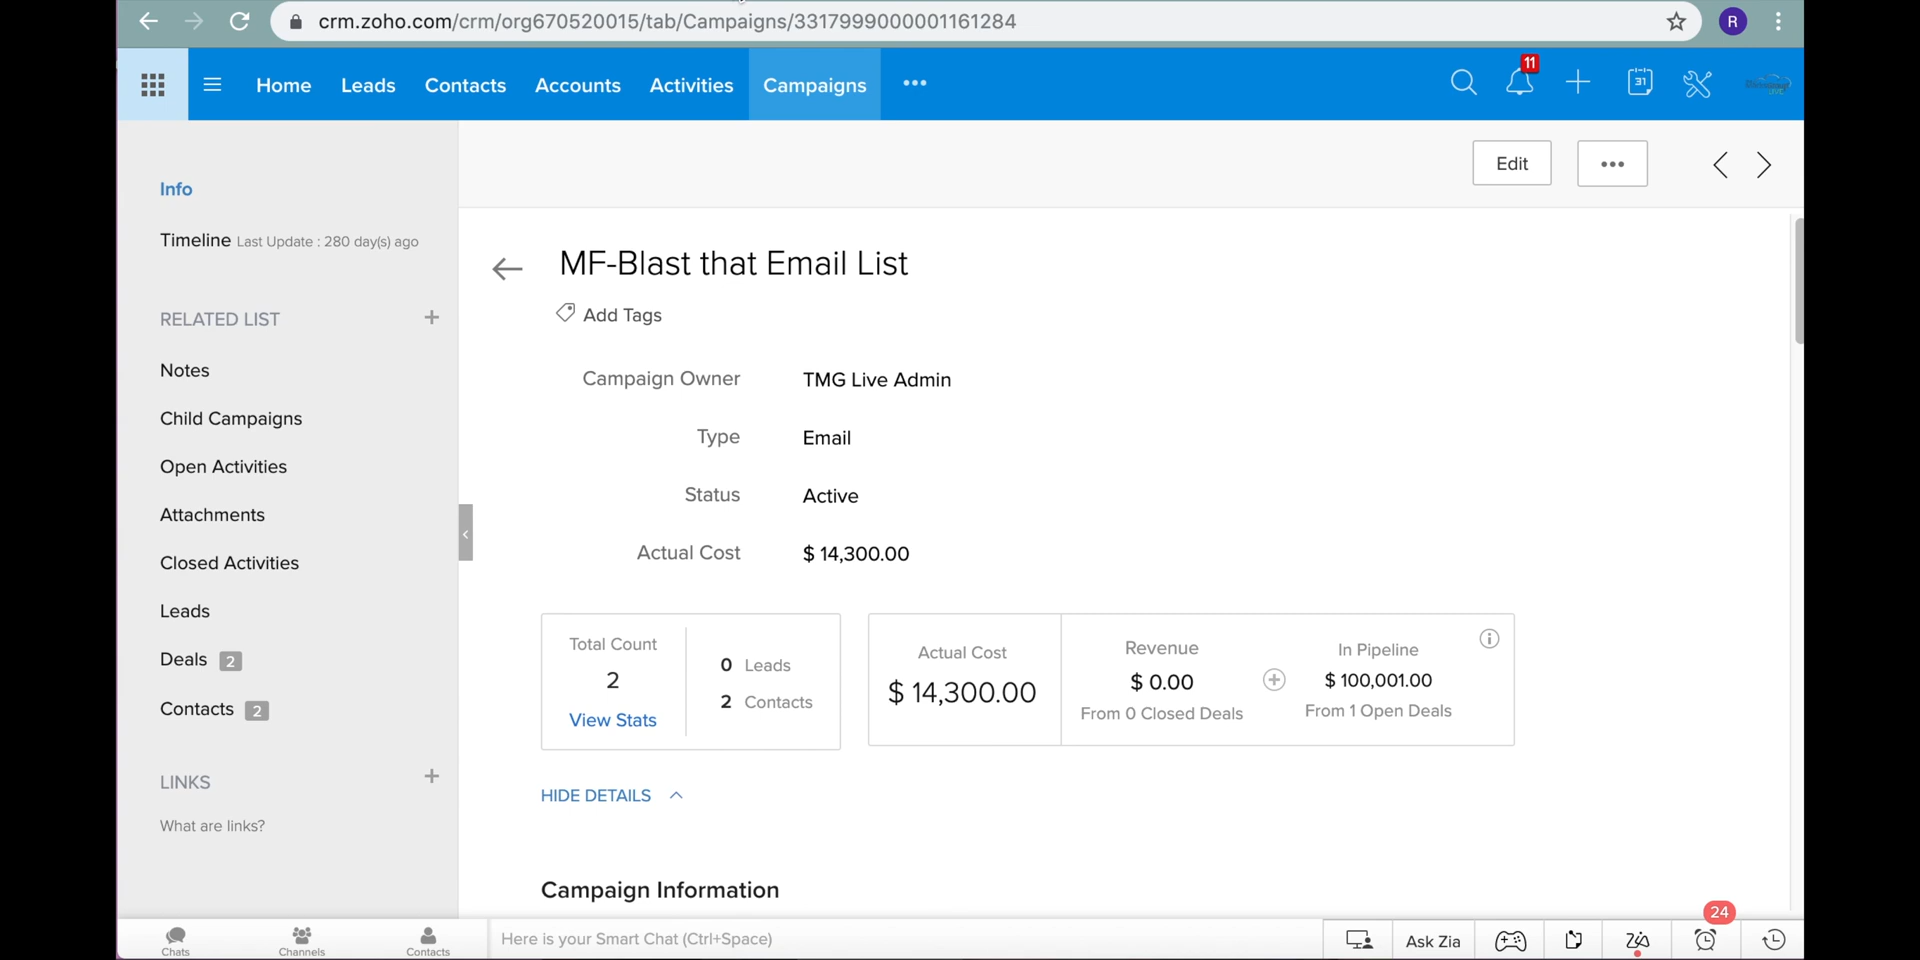 crm.zoho.com/crm/org670520015/tab/Campaigns/3317999000001161284
R
Home Leads Contacts Accounts Activities Campaigns
11
31
Info
Edit
Timeline Last Update : 280 day(s) ago
MF-Blast that Email List
Add Tags
RELATED LIST
Notes
Child Campaigns
Open Activities
Attachments
Closed Activities
Leads
Deals 2
Contacts 2
LINKS
What are links?
Campaign Owner TMG Live Admin
Type Email
Status Active
Actual Cost $ 14,300.00
Total Count
2
View Stats
0 Leads
2 Contacts
Actual Cost
$ 14,300.00
Revenue
$ 0.00
From 0 Closed Deals
In Pipeline
$ 100,001.00
From 1 Open Deals
HIDE DETAILS
Campaign Information
Chats
Channels
Contacts
Here is your Smart Chat (Ctrl+Space)
Ask Zia
24